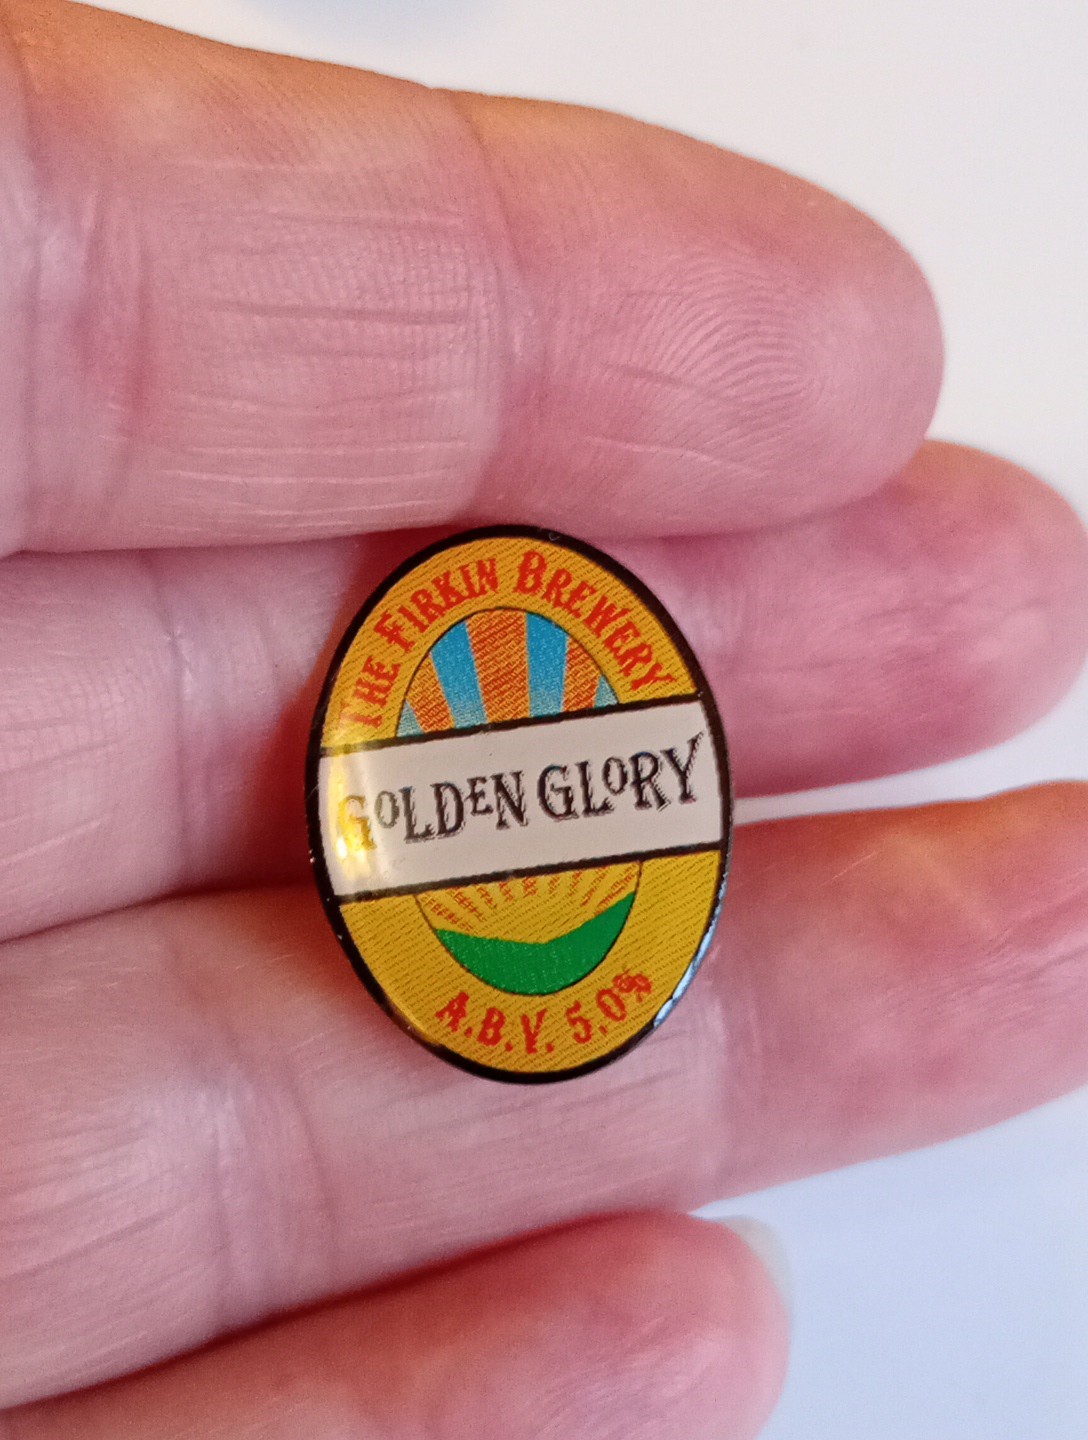 THE FIRKIN BREWERY
GOLDEN GLORY
A.B.V. 5.0%